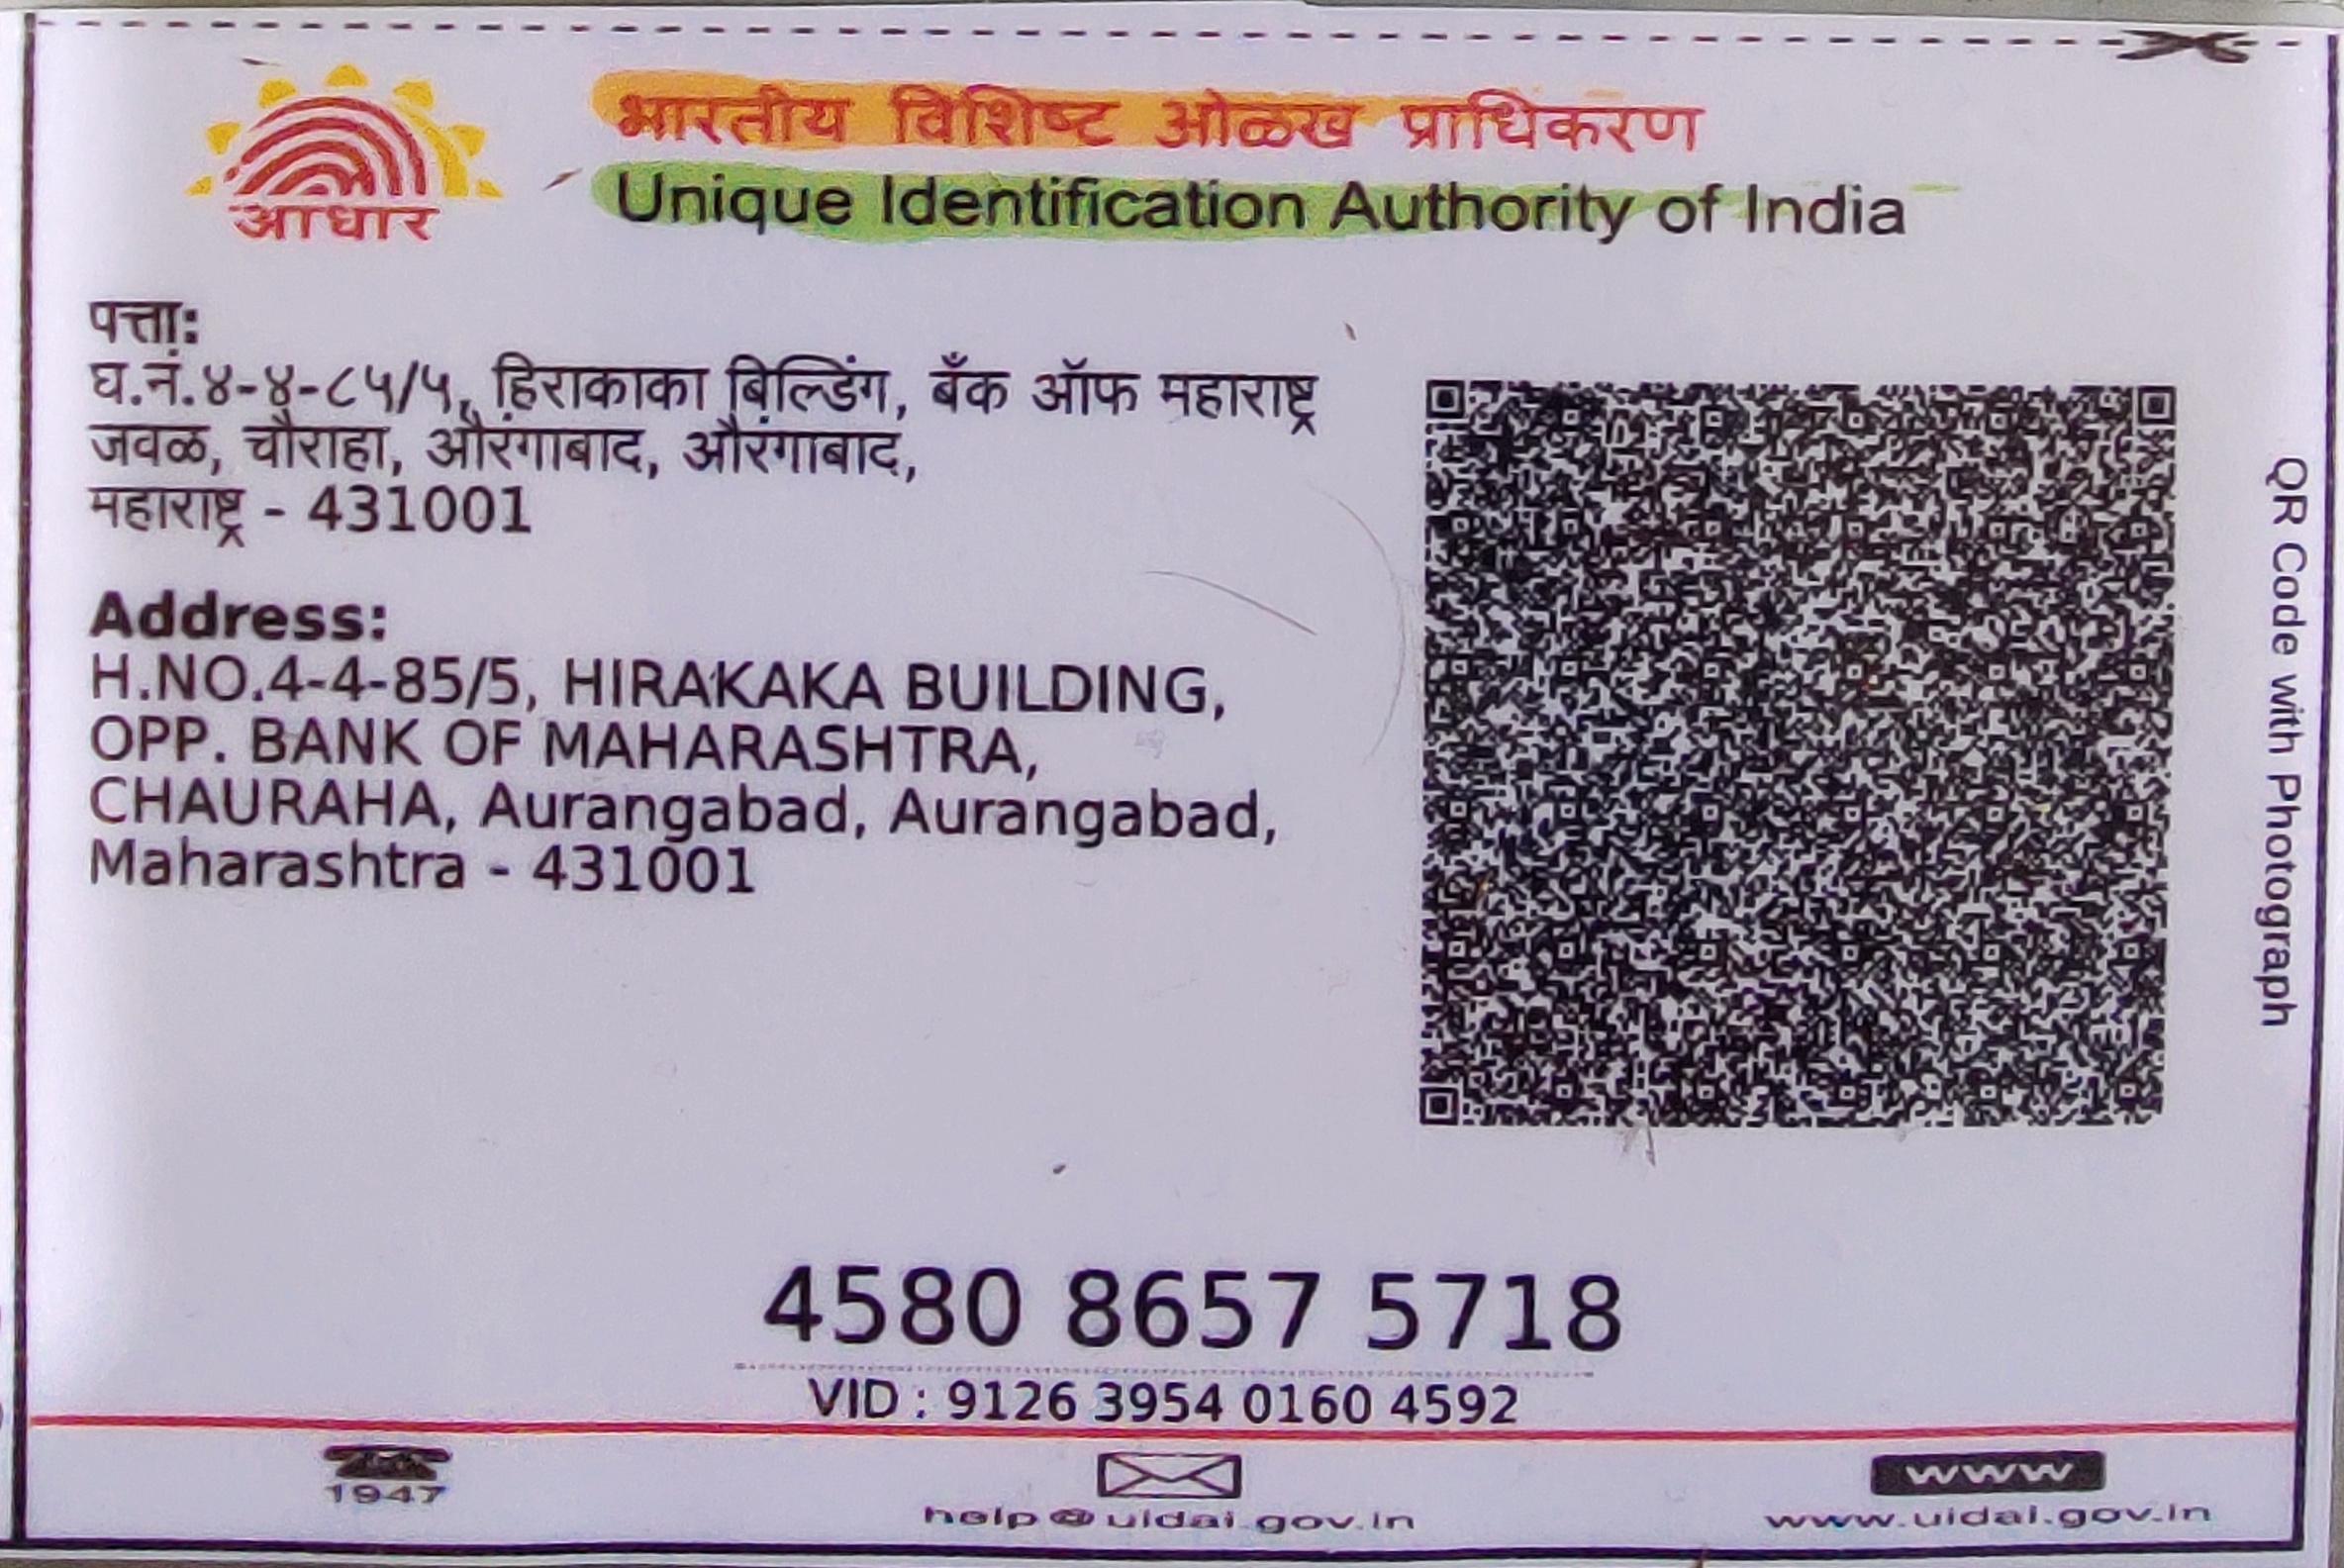 भारतीय विशिष्ट ओळख प्राधिकरण
Unique Identification Authority of India
आधार
पत्ता:
घ.नं.४-४-८५/५, हिराकाका बिल्डिंग, बँक ऑफ महाराष्ट्र
जवळ, चौराहा, औरंगाबाद, औरंगाबाद,
महाराष्ट्र - 431001
Address:
H.NO.4-4-85/5, HIRAKAKA BUILDING,
OPP. BANK OF MAHARASHTRA,
CHAURAHA, Aurangabad, Aurangabad,
Maharashtra - 431001
QR Code with Photograph
4580 8657 5718
VID : 9126 3954 0160 4592
1947
help@uidai.gov.in
www
www.uidai.gov.in